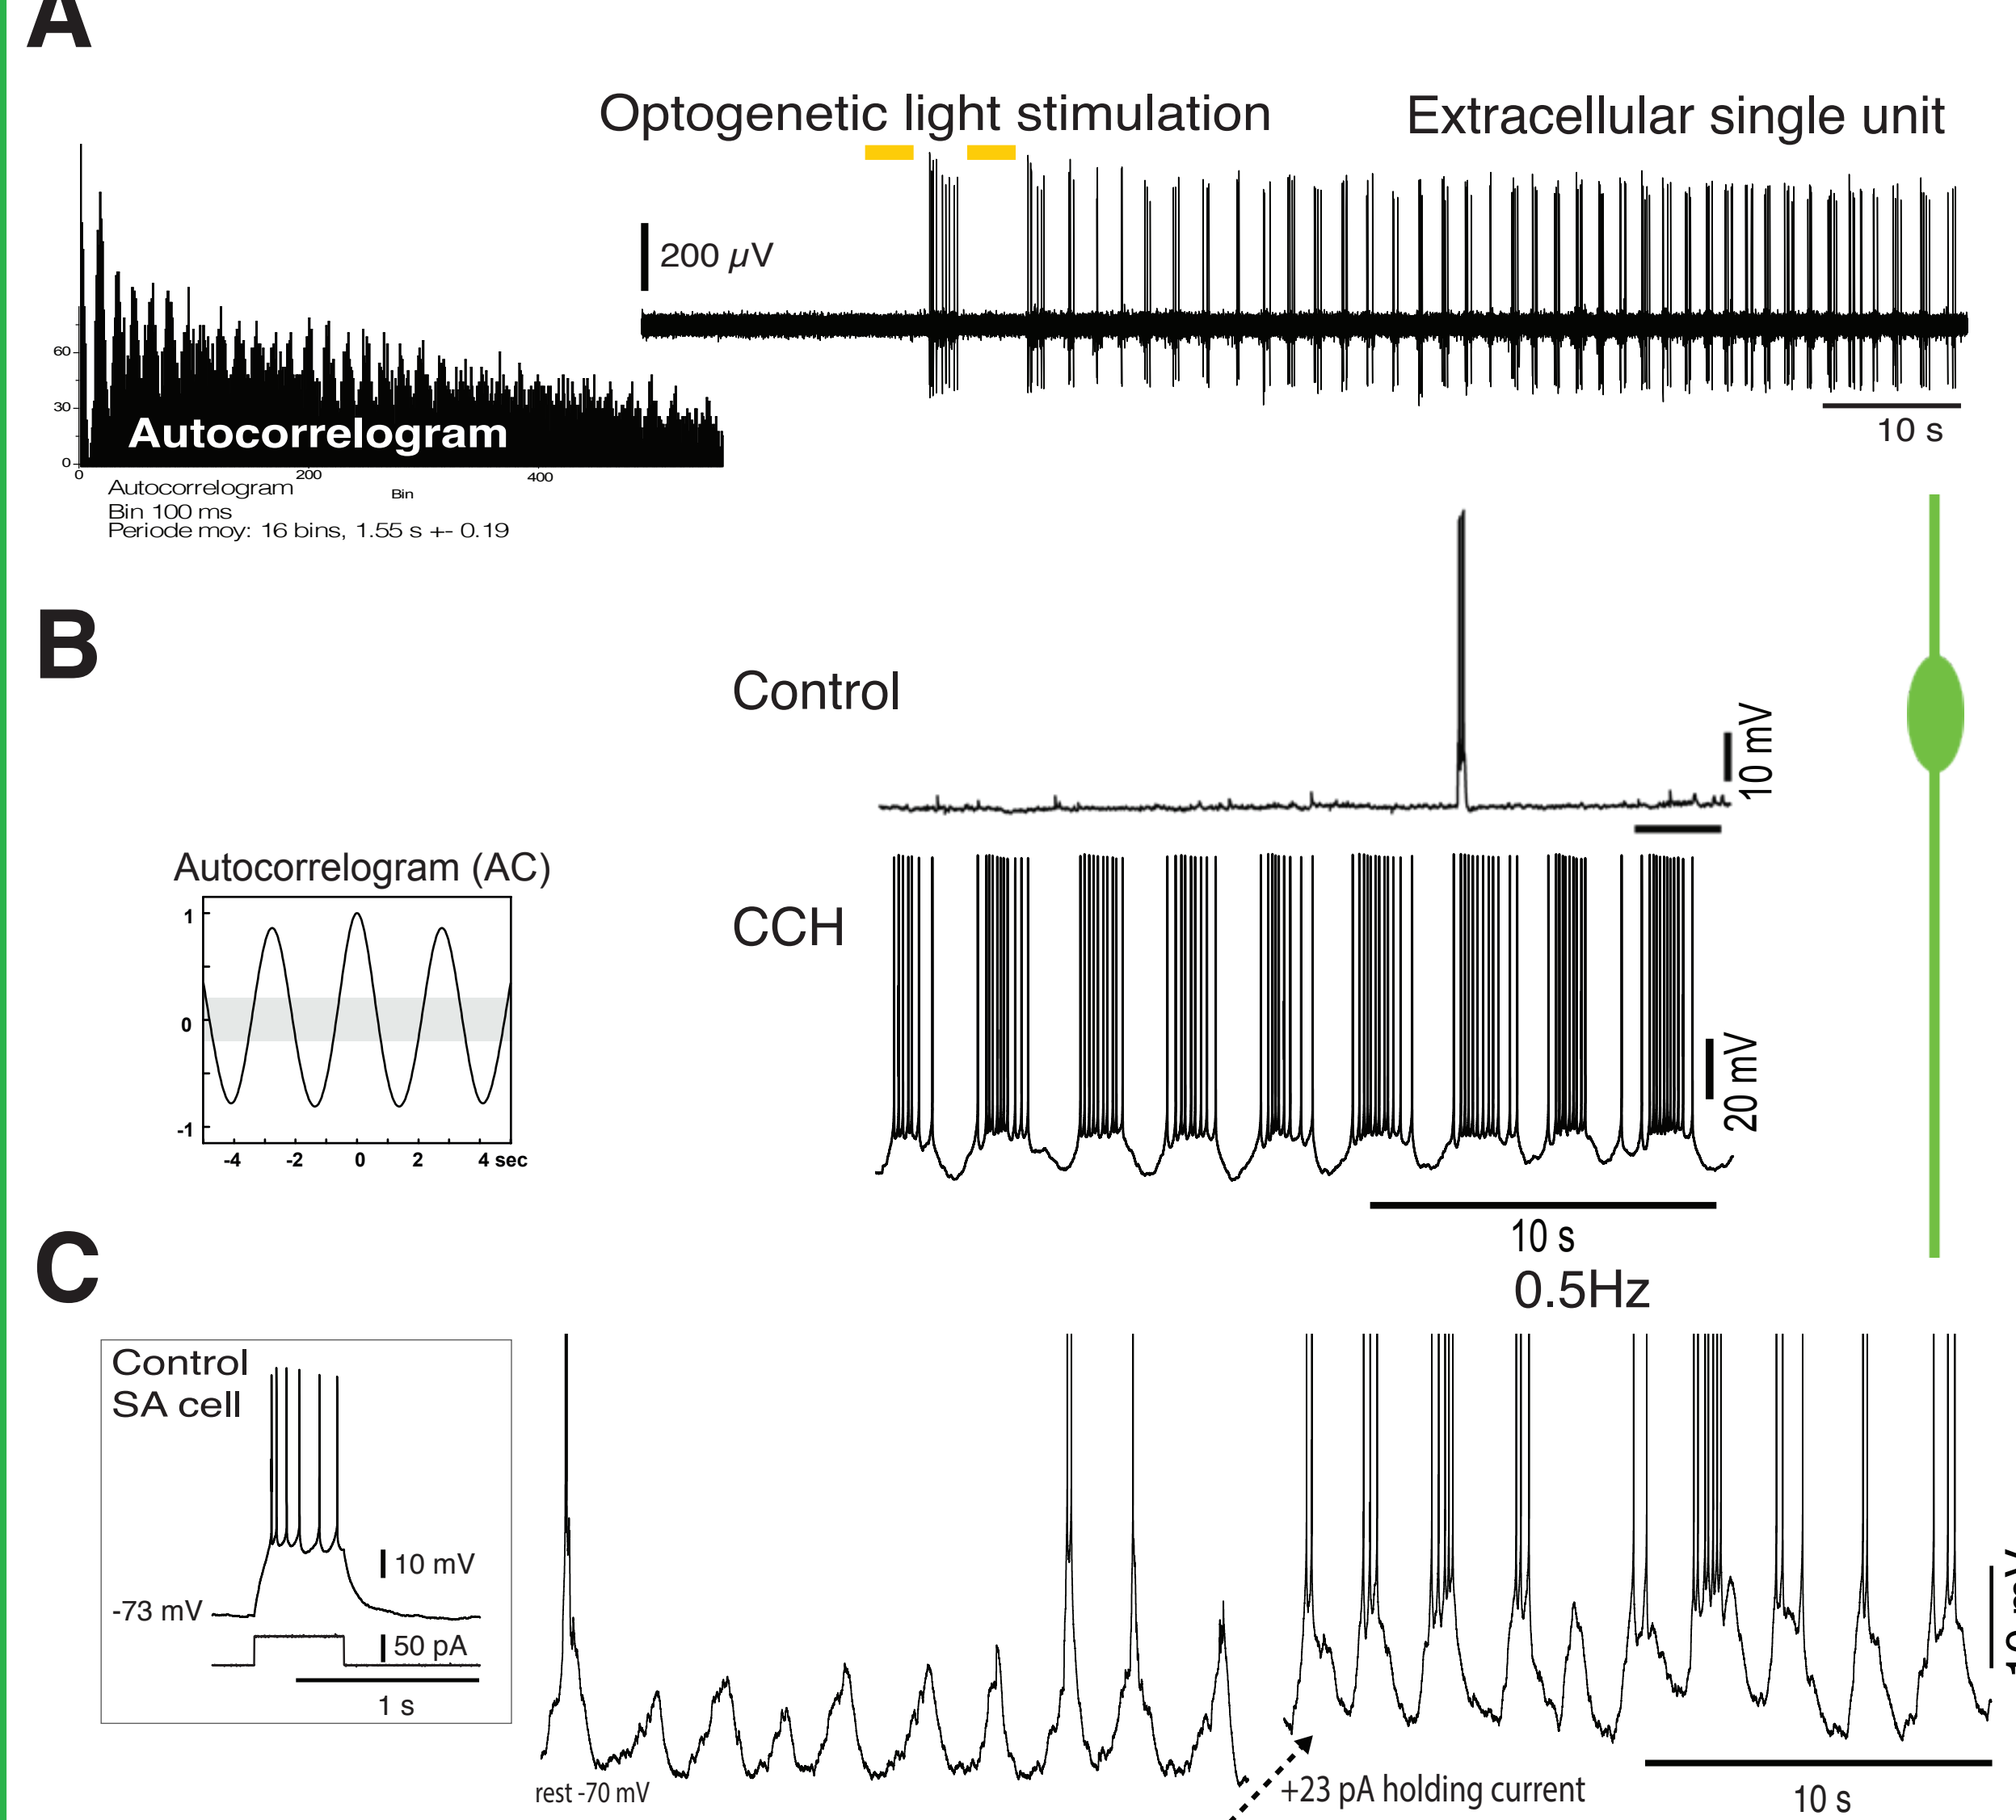 A
Optogenetic light stimulation
Extracellular single unit
200 µV
60
30
0
Autocorrelogram
0
200
400
Autocorrelogram
Bin
Bin 100 ms
Periode moy: 16 bins, 1.55 s +- 0.19
10 s
B
Control
10 mV
Autocorrelogram (AC)
1
0
-1
-4
-2
0
2
4 sec
CCH
20 mV
10 s
0.5Hz
C
Control
SA cell
10 mV
-73 mV
50 pA
1 s
rest -70 mV
+23 pA holding current
10 s